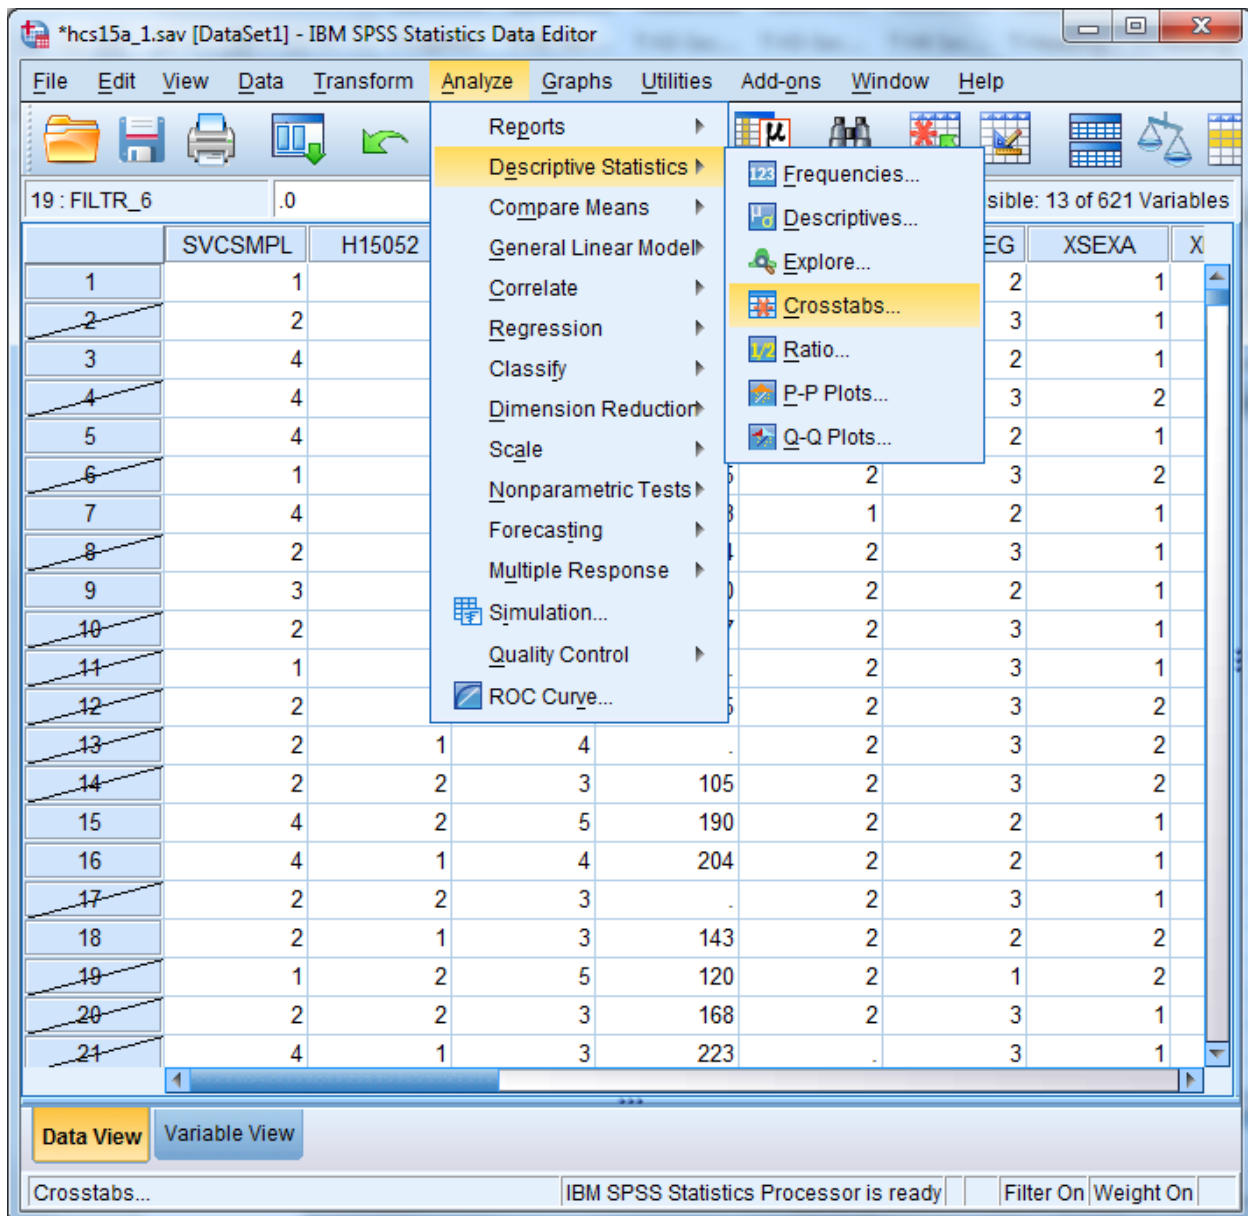 *hcs15a_1.sav [DataSet1] - IBM SPSS Statistics Data Editor
File Edit View Data Transform Analyze Graphs Utilities Add-ons Window Help
19 : FILTR_6 .0 sible: 13 of 621 Variables
Reports
Descriptive Statistics
Compare Means
General Linear Model
Correlate
Regression
Classify
Dimension Reduction
Scale
Nonparametric Tests
Forecasting
Multiple Response
Simulation...
Quality Control
ROC Curve...
123 Frequencies...
Descriptives...
Explore...
Crosstabs...
1/2 Ratio...
P-P Plots...
Q-Q Plots...
SVCSMPL H15052 EG XSEXA X
1 1 2 1
2 2 3 1
3 4 2 1
4 4 3 2
5 4 2 1
6 1 2 3 2
7 4 1 2 1
8 2 2 3 1
9 3 2 2 1
10 2 2 3 1
11 1 . 2 3 1
12 2 2 3 2
13 2 1 4 . 2 3 2
14 2 2 3 105 2 3 2
15 4 2 5 190 2 2 1
16 4 1 4 204 2 2 1
17 2 2 3 . 2 3 1
18 2 1 3 143 2 2 2
19 1 2 5 120 2 1 2
20 2 2 3 168 2 3 1
21 4 1 3 223 . 3 1
Data View Variable View
Crosstabs... IBM SPSS Statistics Processor is ready Filter On Weight On